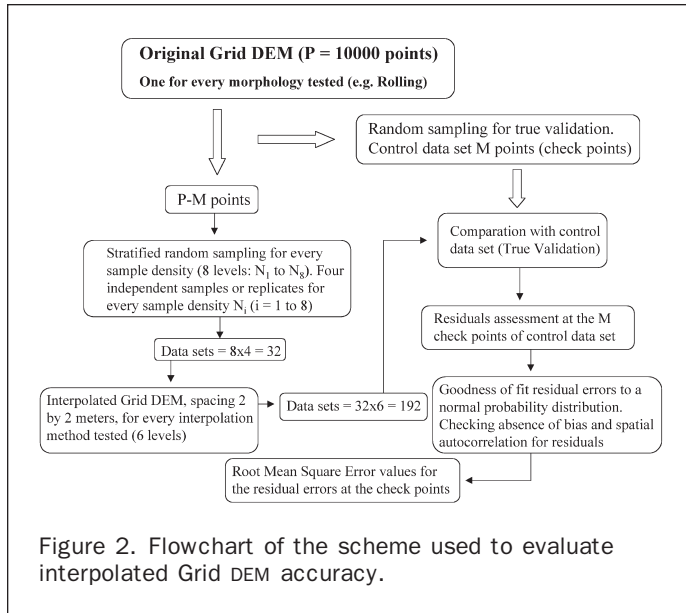 Original Grid DEM (P = 10000 points)
One for every morphology tested (e.g. Rolling)
Random sampling for true validation.
Control data set M points (check points)
P-M points
Stratified random sampling for every
sample density (8 levels: N₁ to N₈). Four
independent samples or replicates for
every sample density Nᵢ (i = 1 to 8)
Data sets = 8x4 = 32
Interpolated Grid DEM, spacing 2
by 2 meters, for every interpolation
method tested (6 levels)
Data sets = 32x6 = 192
Comparation with control
data set (True Validation)
Residuals assessment at the M
check points of control data set
Goodness of fit residual errors to a
normal probability distribution.
Checking absence of bias and spatial
autocorrelation for residuals
Root Mean Square Error values for
the residual errors at the check points
Figure 2. Flowchart of the scheme used to evaluate
interpolated Grid DEM accuracy.